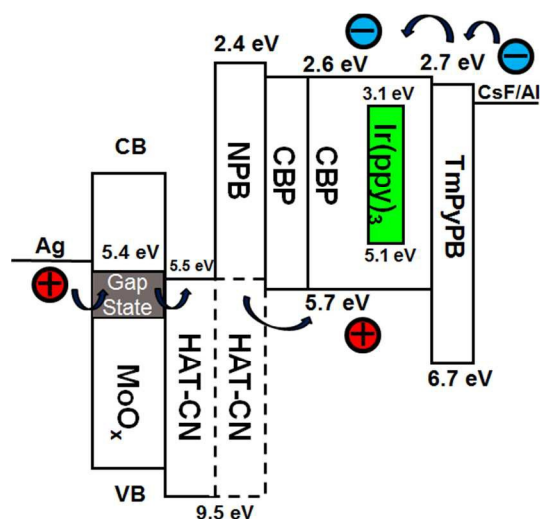 2.4 eV
2.6 eV
2.7 eV
CsF/Al
3.1 eV
CB
NPB
CBP
CBP
Ir(ppy)₃
TmPyPB
Ag
5.4 eV
5.5 eV
5.1 eV
Gap
State
5.7 eV
MoOₓ
HAT-CN
HAT-CN
6.7 eV
VB
9.5 eV